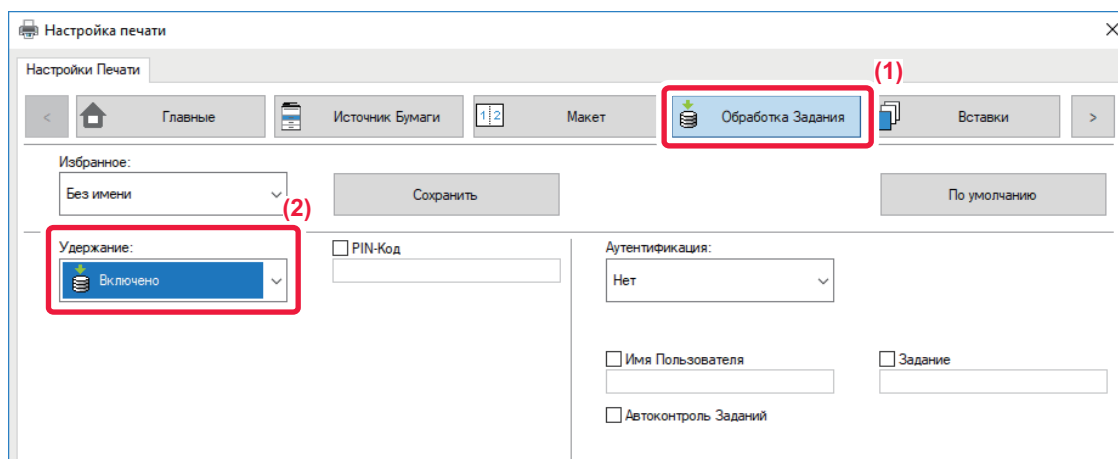 Настройка печати
Настройки Печати
(1)
<
Главные
Источник Бумаги
1 2
Макет
Обработка Задания
Вставки
>
Избранное:
Без имени
Сохранить
По умолчанию
(2)
Удержание:
Включено
PIN-Код
Аутентификация:
Нет
Имя Пользователя
Задание
Автоконтроль Заданий